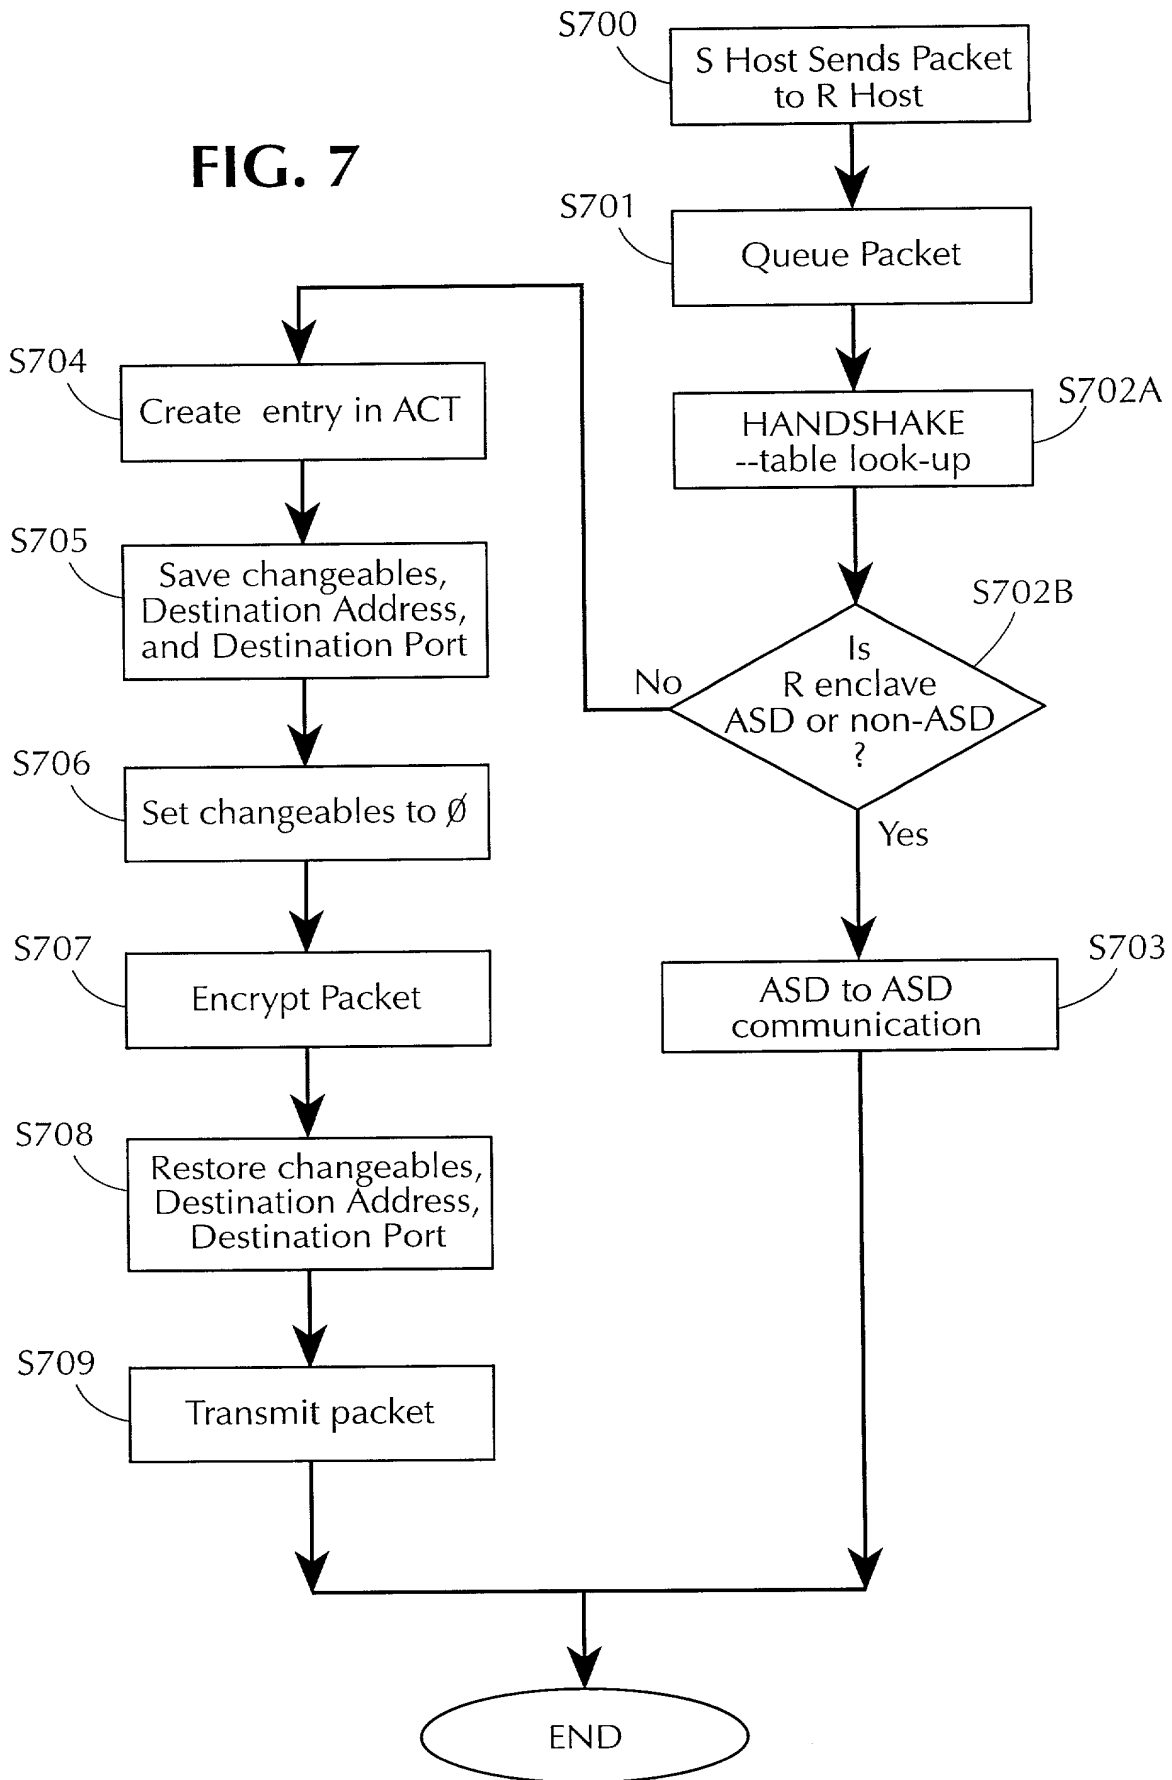 FIG. 7
S700
S Host Sends Packet
to R Host
S701
Queue Packet
S702A
HANDSHAKE
--table look-up
S702B
Is
R enclave
ASD or non-ASD
?
No
Yes
S703
ASD to ASD
communication
S704
Create entry in ACT
S705
Save changeables,
Destination Address,
and Destination Port
S706
Set changeables to Ø
S707
Encrypt Packet
S708
Restore changeables,
Destination Address,
Destination Port
S709
Transmit packet
END